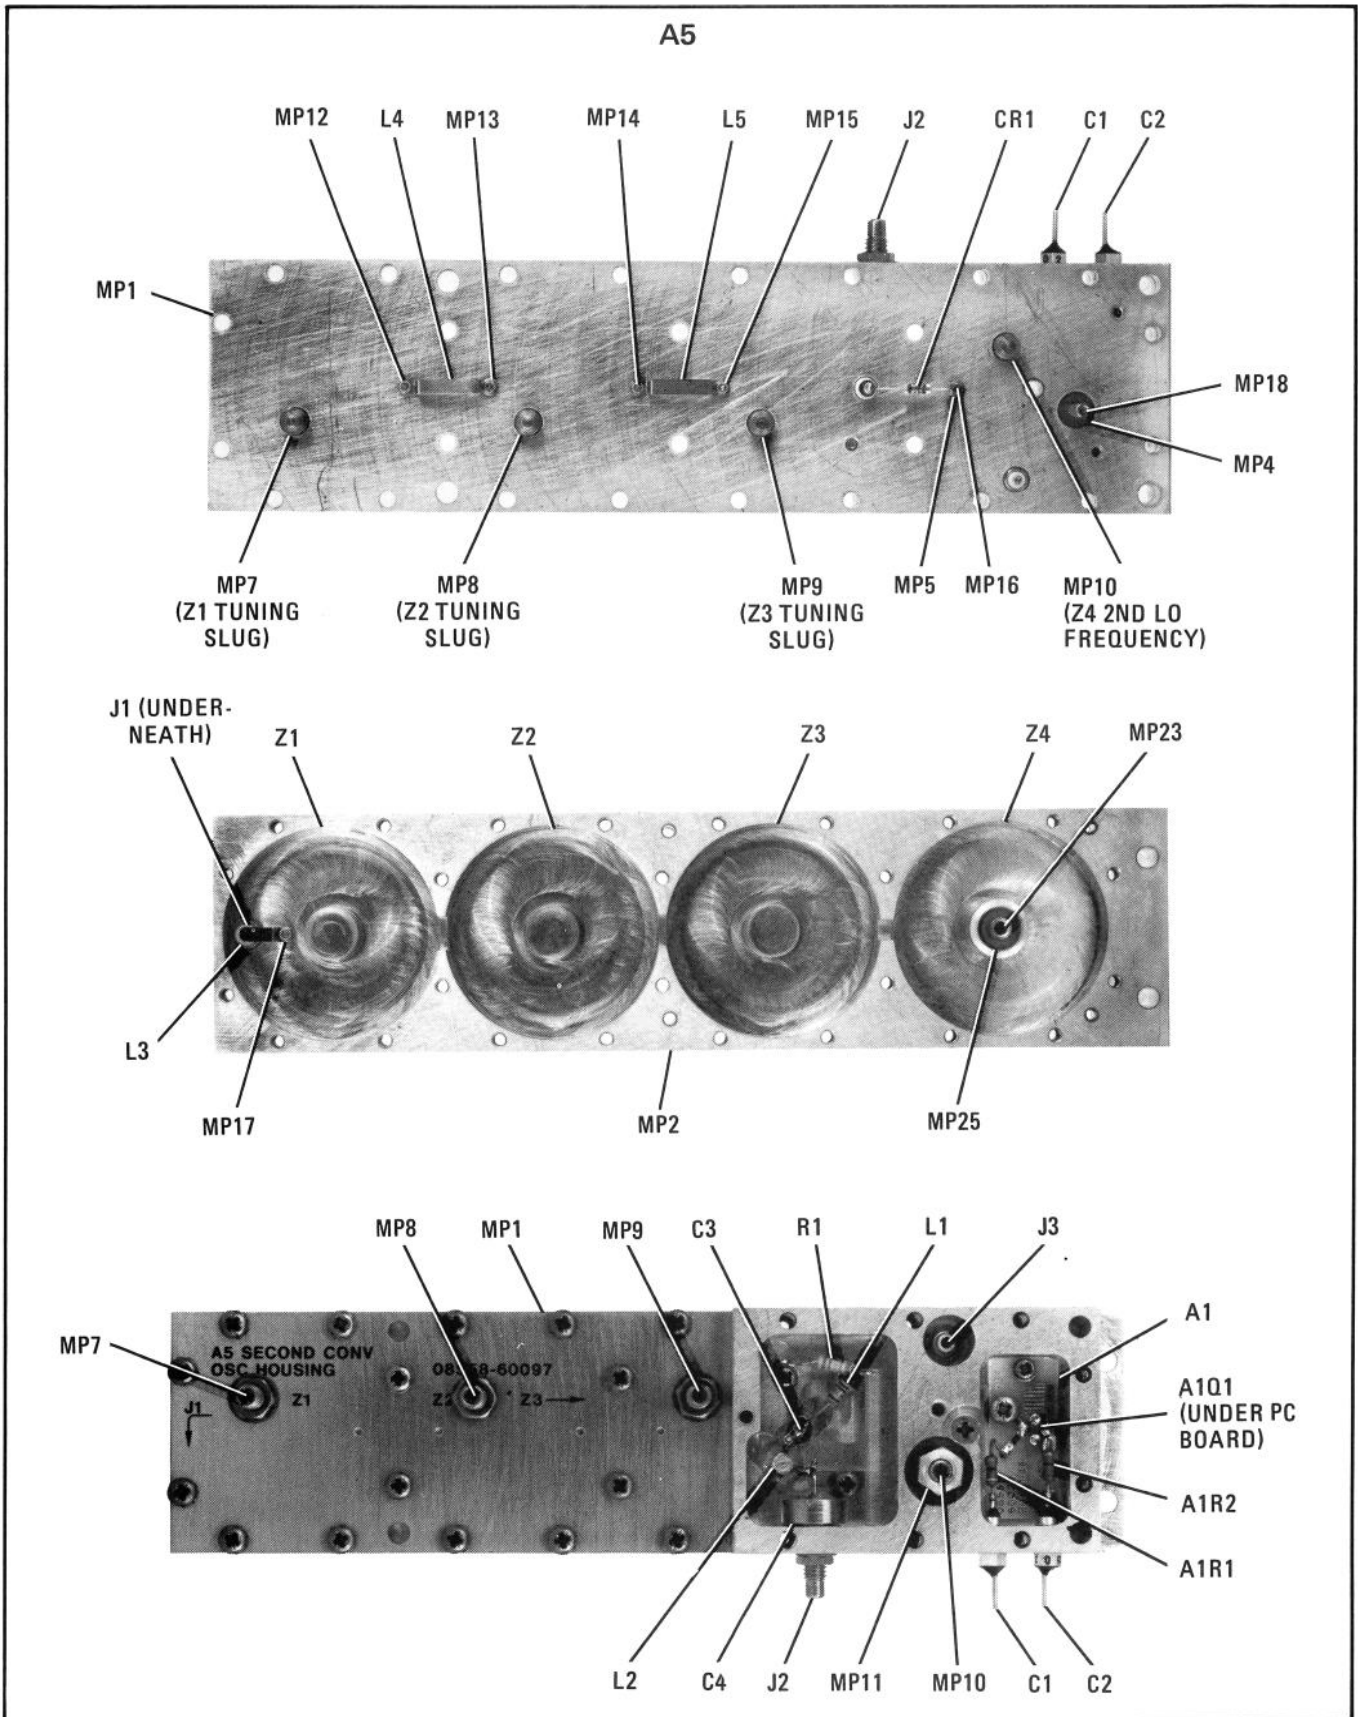 A5
MP12 L4 MP13 MP14 L5 MP15 J2 CR1 C1 C2
MP1
MP18
MP4
MP7
(Z1 TUNING
SLUG)
MP8
(Z2 TUNING
SLUG)
MP9
(Z3 TUNING
SLUG)
MP5 MP16
MP10
(Z4 2ND LO
FREQUENCY)
J1 (UNDER-
NEATH)
Z1 Z2 Z3 Z4 MP23
L3
MP17 MP2 MP25
MP8 MP1 MP9 C3 R1 L1 J3
MP7
A1
A5 SECOND CONV
OSC HOUSING
Z1 Z2 Z3
J1
A1Q1
(UNDER PC
BOARD)
A1R2
A1R1
L2 C4 J2 MP11 MP10 C1 C2